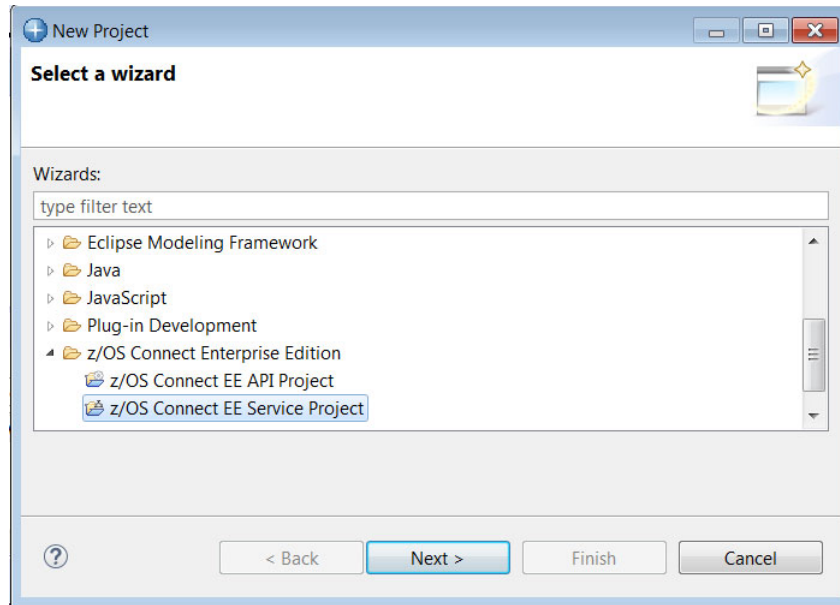 New Project
Select a wizard
Wizards:
type filter text
Eclipse Modeling Framework
Java
JavaScript
Plug-in Development
z/OS Connect Enterprise Edition
z/OS Connect EE API Project
z/OS Connect EE Service Project
? < Back Next > Finish Cancel